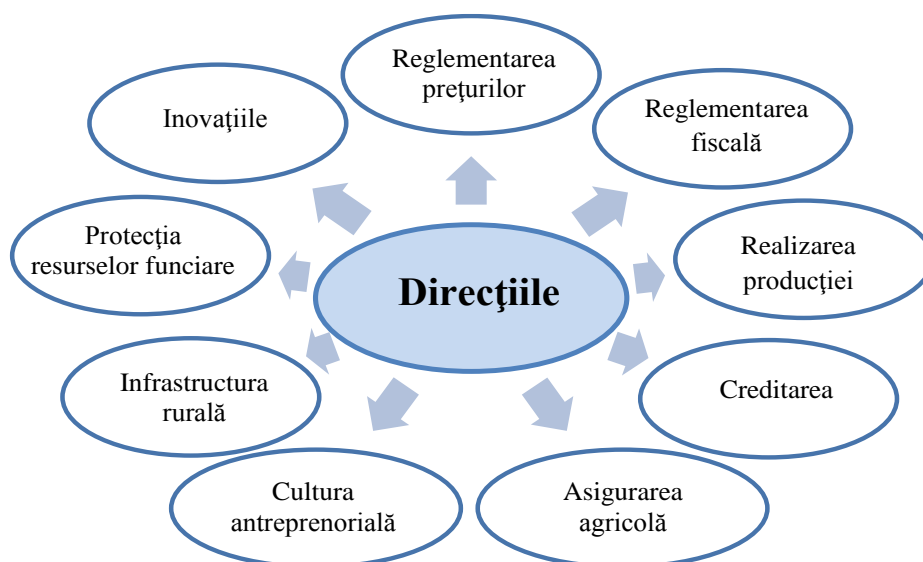 Reglementarea
preţurilor
Inovaţiile
Reglementarea
fiscală
Protecţia
resurselor funciare
Realizarea
producţiei
Direcţiile
Infrastructura
rurală
Creditarea
Cultura
antreprenorială
Asigurarea
agricolă